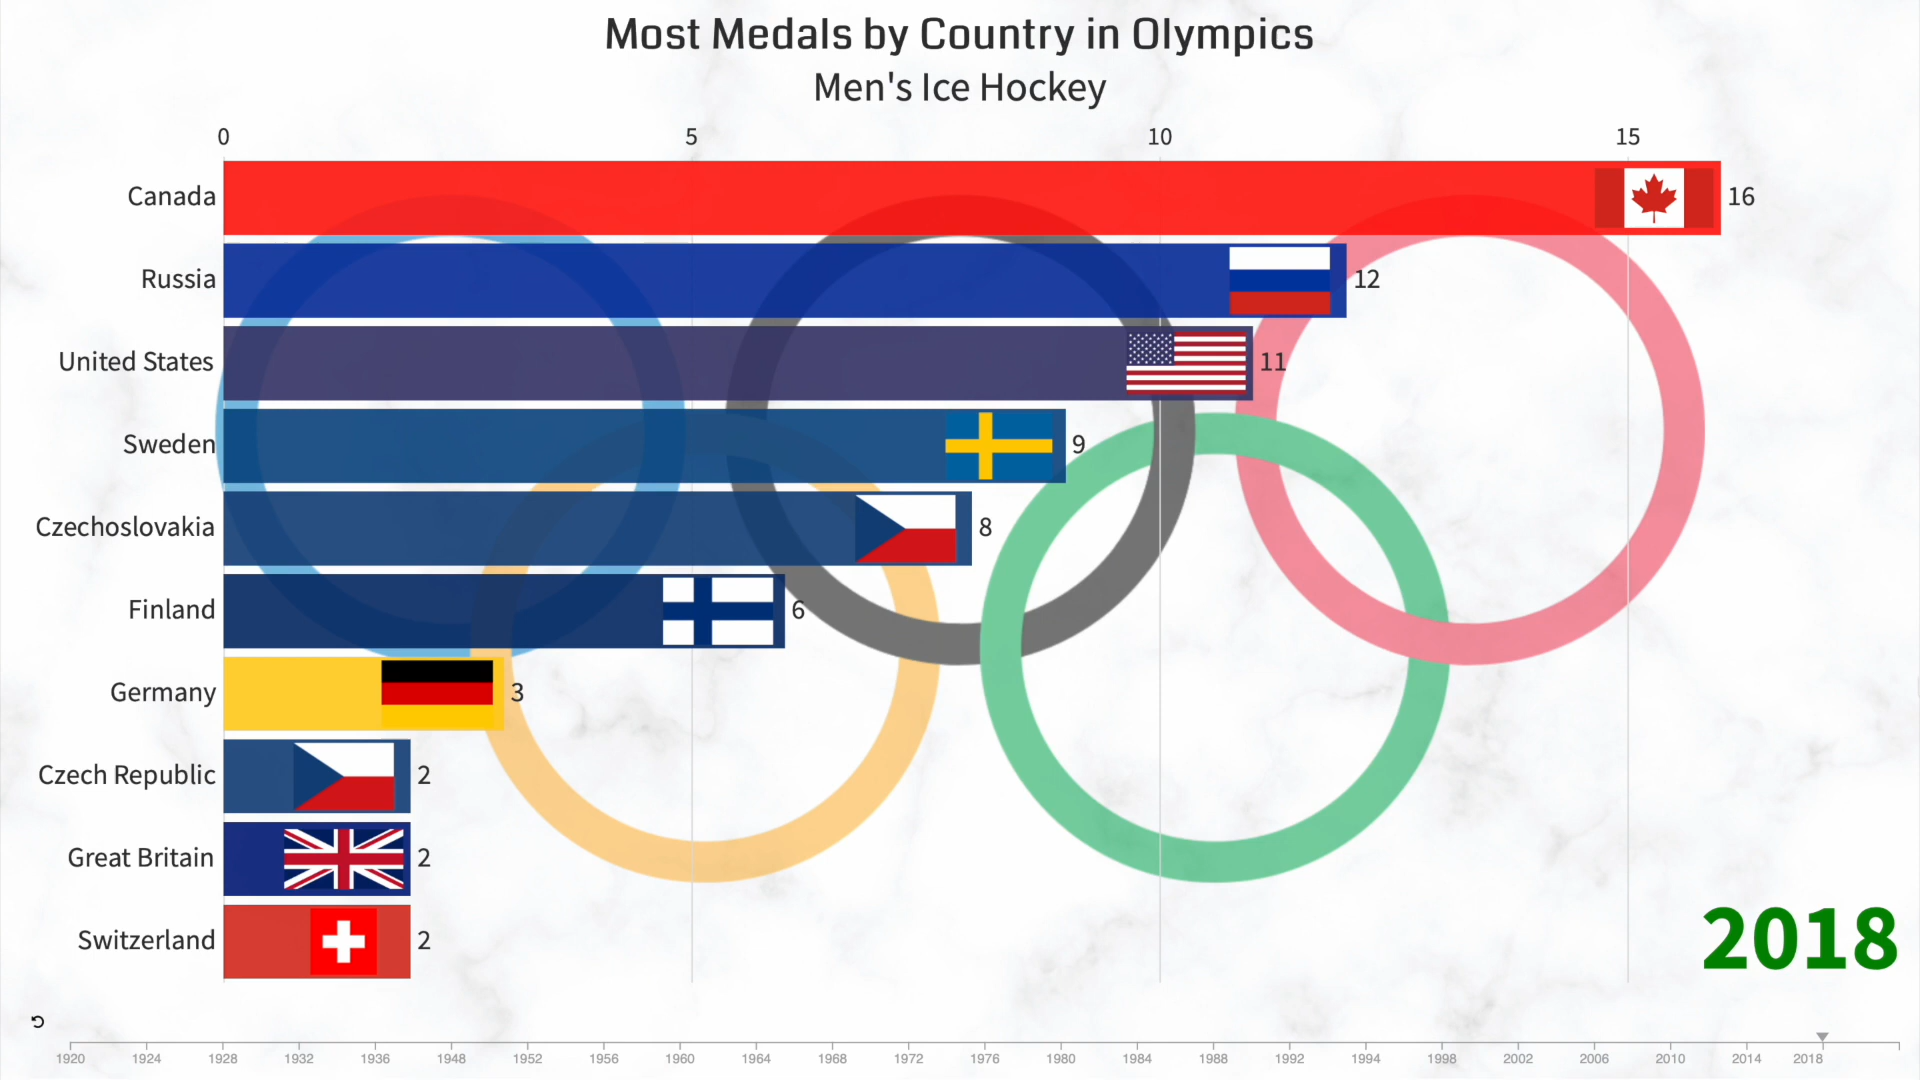 Most Medals by Country in Olympics
Men's Ice Hockey
0 5 10 15
Canada 16
Russia 12
United States 11
Sweden 9
Czechoslovakia 8
Finland 6
Germany 3
Czech Republic 2
Great Britain 2
Switzerland 2
2018
1920 1924 1928 1932 1936 1948 1952 1956 1960 1964 1968 1972 1976 1980 1984 1988 1992 1994 1998 2002 2006 2010 2014 2018